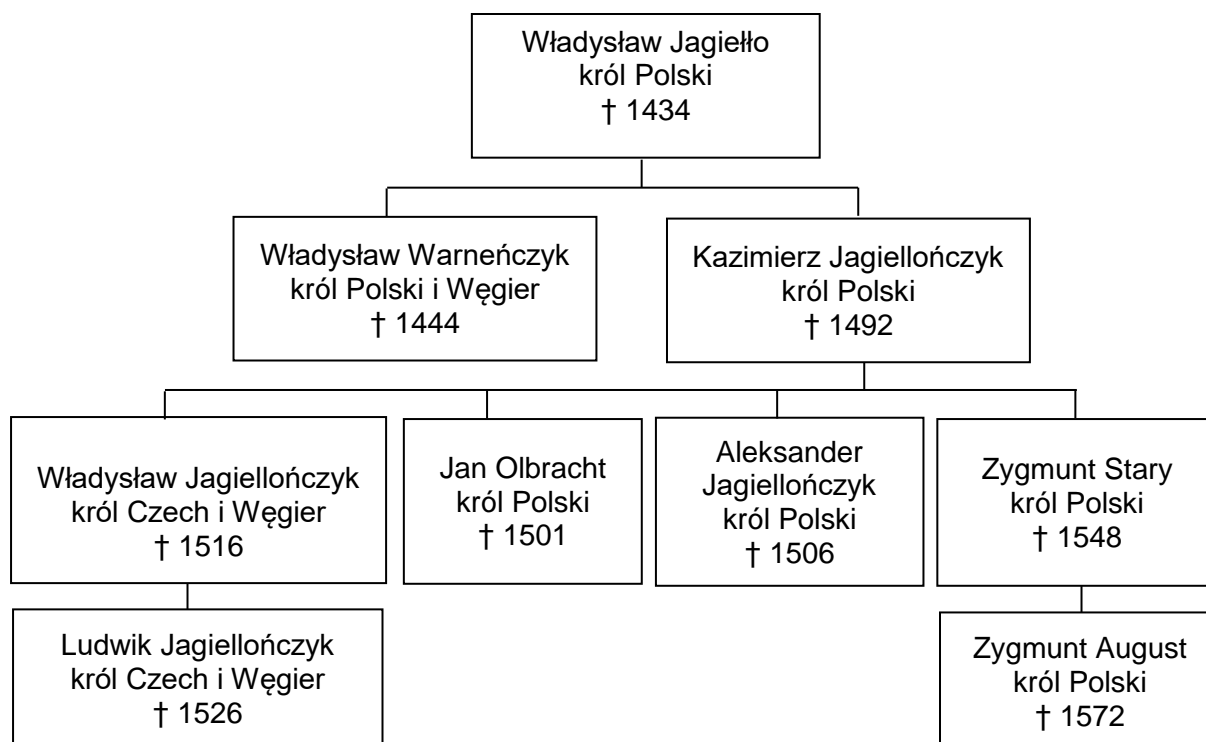 Władysław Jagiełło
król Polski
† 1434
Władysław Warneńczyk
król Polski i Węgier
† 1444
Kazimierz Jagiellończyk
król Polski
† 1492
Władysław Jagiellończyk
król Czech i Węgier
† 1516
Jan Olbracht
król Polski
† 1501
Aleksander
Jagiellończyk
król Polski
† 1506
Zygmunt Stary
król Polski
† 1548
Ludwik Jagiellończyk
król Czech i Węgier
† 1526
Zygmunt August
król Polski
† 1572